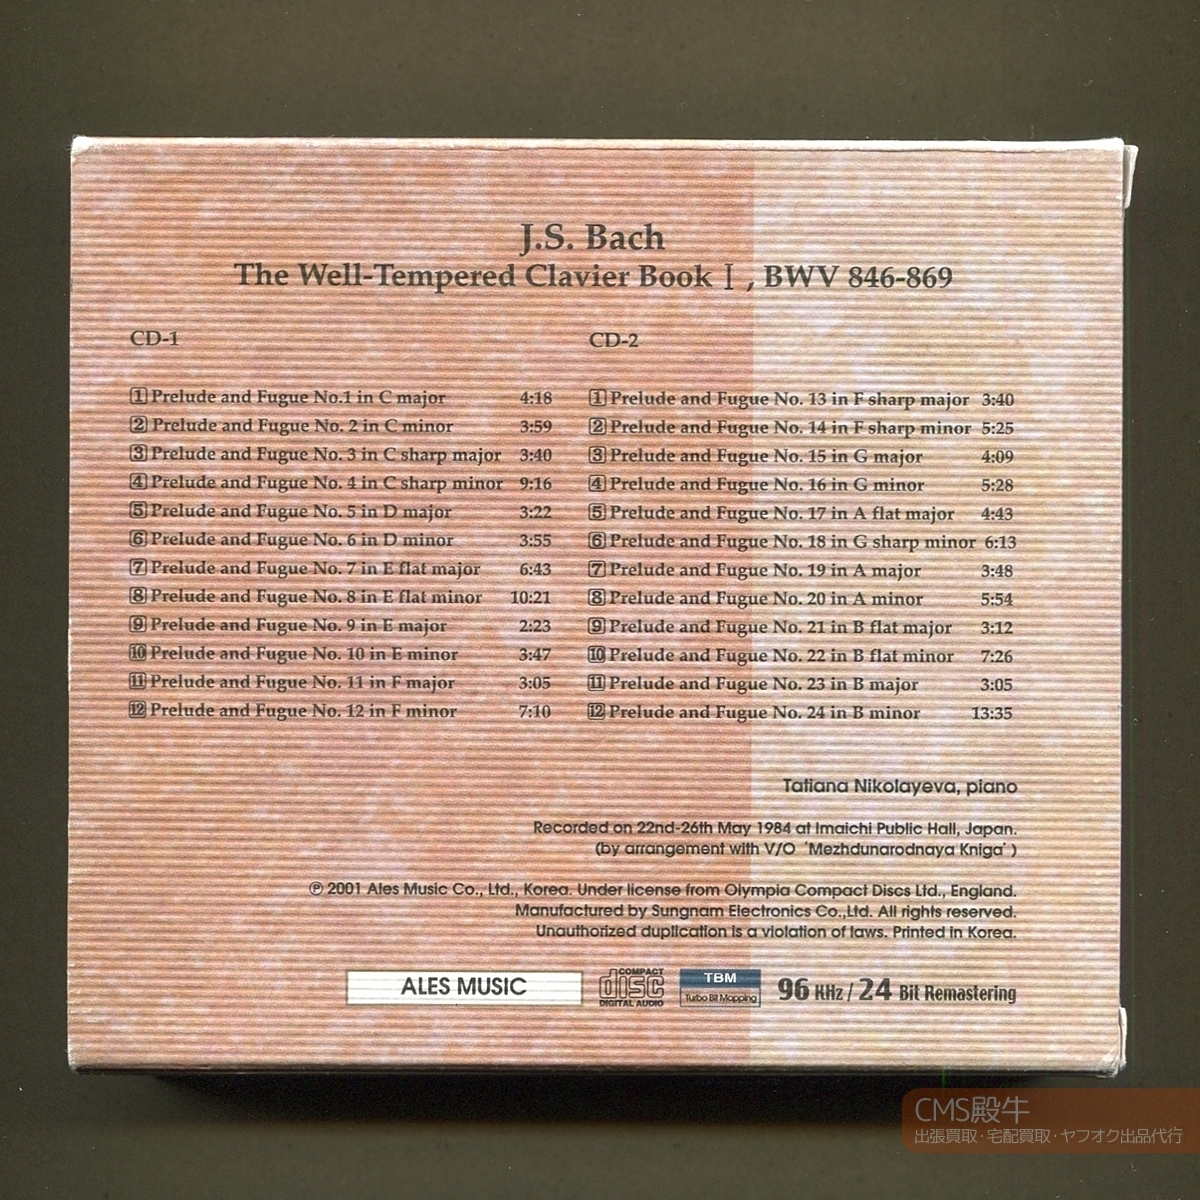 J.S. Bach
The Well-Tempered Clavier Book Ⅰ, BWV 846-869
CD-1
1 Prelude and Fugue No.1 in C major 4:18
2 Prelude and Fugue No. 2 in C minor 3:59
3 Prelude and Fugue No. 3 in C sharp major 3:40
4 Prelude and Fugue No. 4 in C sharp minor 9:16
5 Prelude and Fugue No. 5 in D major 3:22
6 Prelude and Fugue No. 6 in D minor 3:55
7 Prelude and Fugue No. 7 in E flat major 6:43
8 Prelude and Fugue No. 8 in E flat minor 10:21
9 Prelude and Fugue No. 9 in E major 2:23
10 Prelude and Fugue No. 10 in E minor 3:47
11 Prelude and Fugue No. 11 in F major 3:05
12 Prelude and Fugue No. 12 in F minor 7:10
CD-2
1 Prelude and Fugue No. 13 in F sharp major 3:40
2 Prelude and Fugue No. 14 in F sharp minor 5:25
3 Prelude and Fugue No. 15 in G major 4:09
4 Prelude and Fugue No. 16 in G minor 5:28
5 Prelude and Fugue No. 17 in A flat major 4:43
6 Prelude and Fugue No. 18 in G sharp minor 6:13
7 Prelude and Fugue No. 19 in A major 3:48
8 Prelude and Fugue No. 20 in A minor 5:54
9 Prelude and Fugue No. 21 in B flat major 3:12
10 Prelude and Fugue No. 22 in B flat minor 7:26
11 Prelude and Fugue No. 23 in B major 3:05
12 Prelude and Fugue No. 24 in B minor 13:35
Tatiana Nikolayeva, piano
Recorded on 22nd-26th May 1984 at Imaichi Public Hall, Japan.
(by arrangement with V/O 'Mezhdunarodnaya Kniga')
℗ 2001 Ales Music Co., Ltd., Korea. Under license from Olympia Compact Discs Ltd., England.
Manufactured by Sungnam Electronics Co.,Ltd. All rights reserved.
Unauthorized duplication is a violation of laws. Printed in Korea.
ALES MUSIC
COMPACT
disc
DIGITAL AUDIO
TBM
Turbo Bit Mapping
96 KHz / 24 Bit Remastering
CMS殿牛
出張買取・宅配買取・ヤフオク出品代行